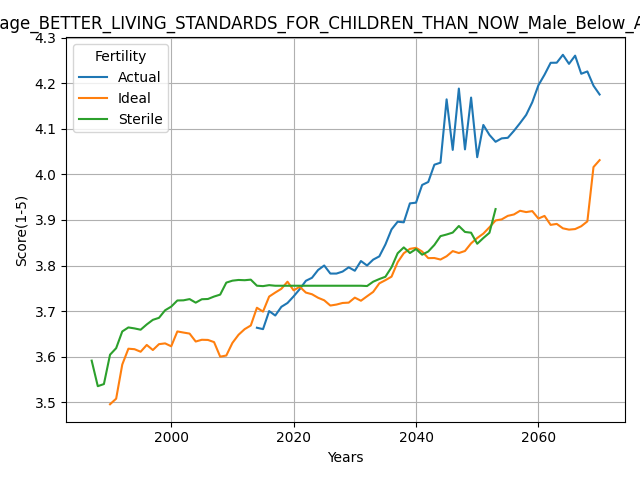 age_BETTER_LIVING_STANDARDS_FOR_CHILDREN_THAN_NOW_Male_Below_A
4.3
4.2
4.1
4.0
3.9
3.8
3.7
3.6
3.5
Score(1-5)
Fertility
Actual
Ideal
Sterile
2000
2020
2040
2060
Years